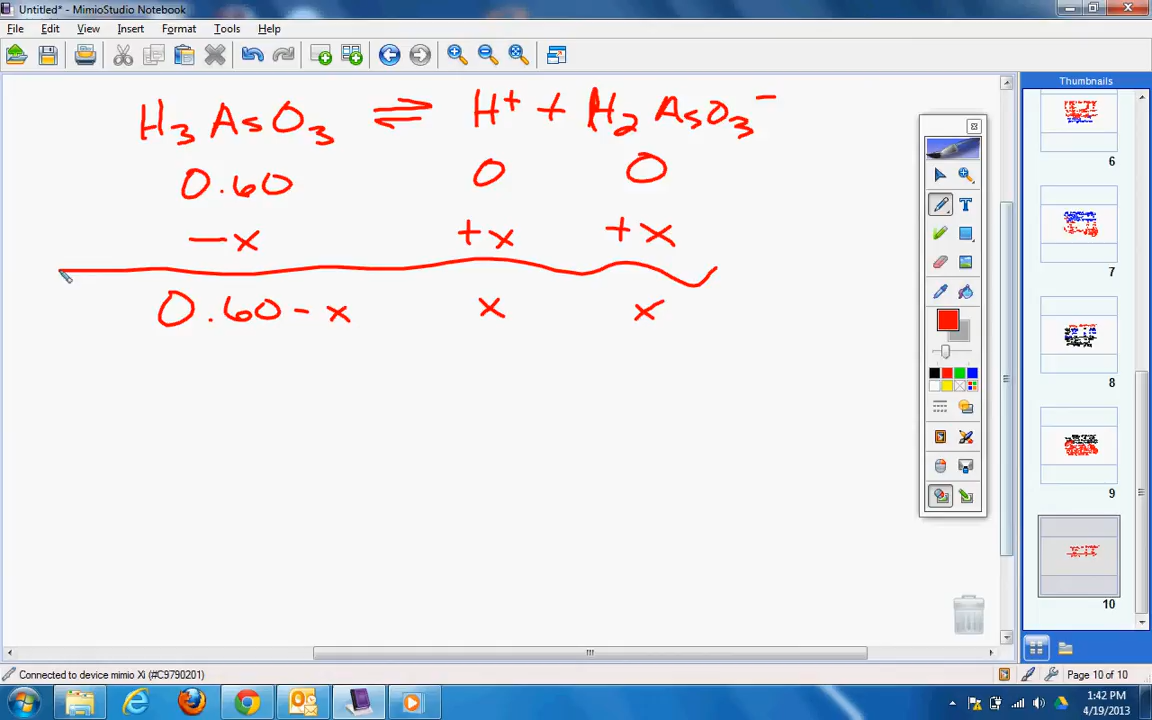 Untitled* - MimioStudio Notebook
File Edit View Insert Format Tools Help
Thumbnails
H₃AsO₃ ⇌ H⁺ + H₂AsO₃⁻
0.60 0 0
-x +x +x
0.60-x x x
6
7
8
9
10
T
Connected to device mimio Xi (#C9790201)
Page 10 of 10
1:42 PM
4/19/2013